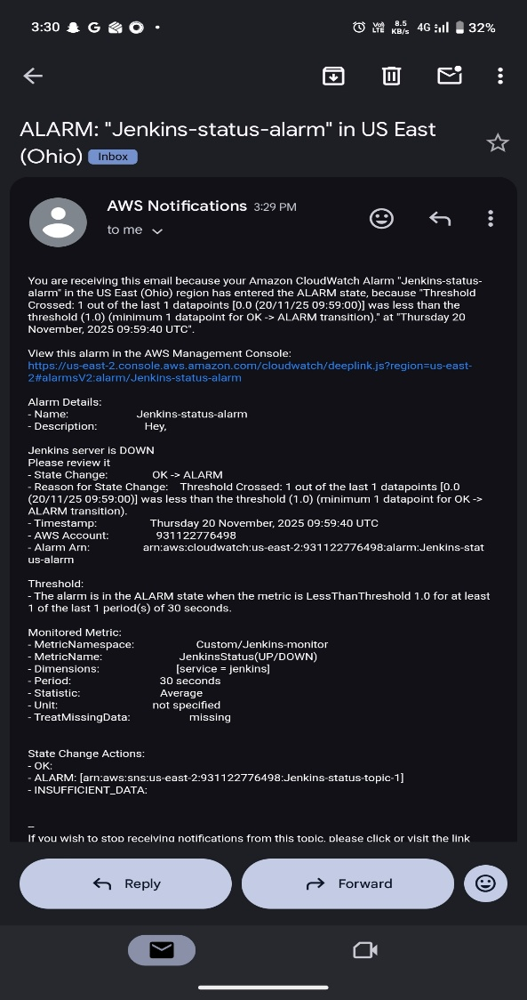 3:30
Vo)
LTE
8.5
KB/s
4G
32%
ALARM: "Jenkins-status-alarm" in US East
(Ohio) Inbox
AWS Notifications 3:29 PM
to me
You are receiving this email because your Amazon CloudWatch Alarm "Jenkins-status-
alarm" in the US East (Ohio) region has entered the ALARM state, because "Threshold
Crossed: 1 out of the last 1 datapoints [0.0 (20/11/25 09:59:00)] was less than the
threshold (1.0) (minimum 1 datapoint for OK -> ALARM transition)." at "Thursday 20
November, 2025 09:59:40 UTC".
View this alarm in the AWS Management Console:
https://us-east-2.console.aws.amazon.com/cloudwatch/deeplink.js?region=us-east-
2#alarmsV2:alarm/Jenkins-status-alarm
Alarm Details:
- Name: Jenkins-status-alarm
- Description: Hey,
Jenkins server is DOWN
Please review it
- State Change: OK -> ALARM
- Reason for State Change: Threshold Crossed: 1 out of the last 1 datapoints [0.0
(20/11/25 09:59:00)] was less than the threshold (1.0) (minimum 1 datapoint for OK ->
ALARM transition).
- Timestamp: Thursday 20 November, 2025 09:59:40 UTC
- AWS Account: 931122776498
- Alarm Arn: arn:aws:cloudwatch:us-east-2:931122776498:alarm:Jenkins-stat
us-alarm
Threshold:
- The alarm is in the ALARM state when the metric is LessThanThreshold 1.0 for at least
1 of the last 1 period(s) of 30 seconds.
Monitored Metric:
- MetricNamespace: Custom/Jenkins-monitor
- MetricName: JenkinsStatus(UP/DOWN)
- Dimensions: [service = jenkins]
- Period: 30 seconds
- Statistic: Average
- Unit: not specified
- TreatMissingData: missing
State Change Actions:
- OK:
- ALARM: [arn:aws:sns:us-east-2:931122776498:Jenkins-status-topic-1]
- INSUFFICIENT_DATA:
--
If you wish to stop receiving notifications from this topic, please click or visit the link
Reply
Forward